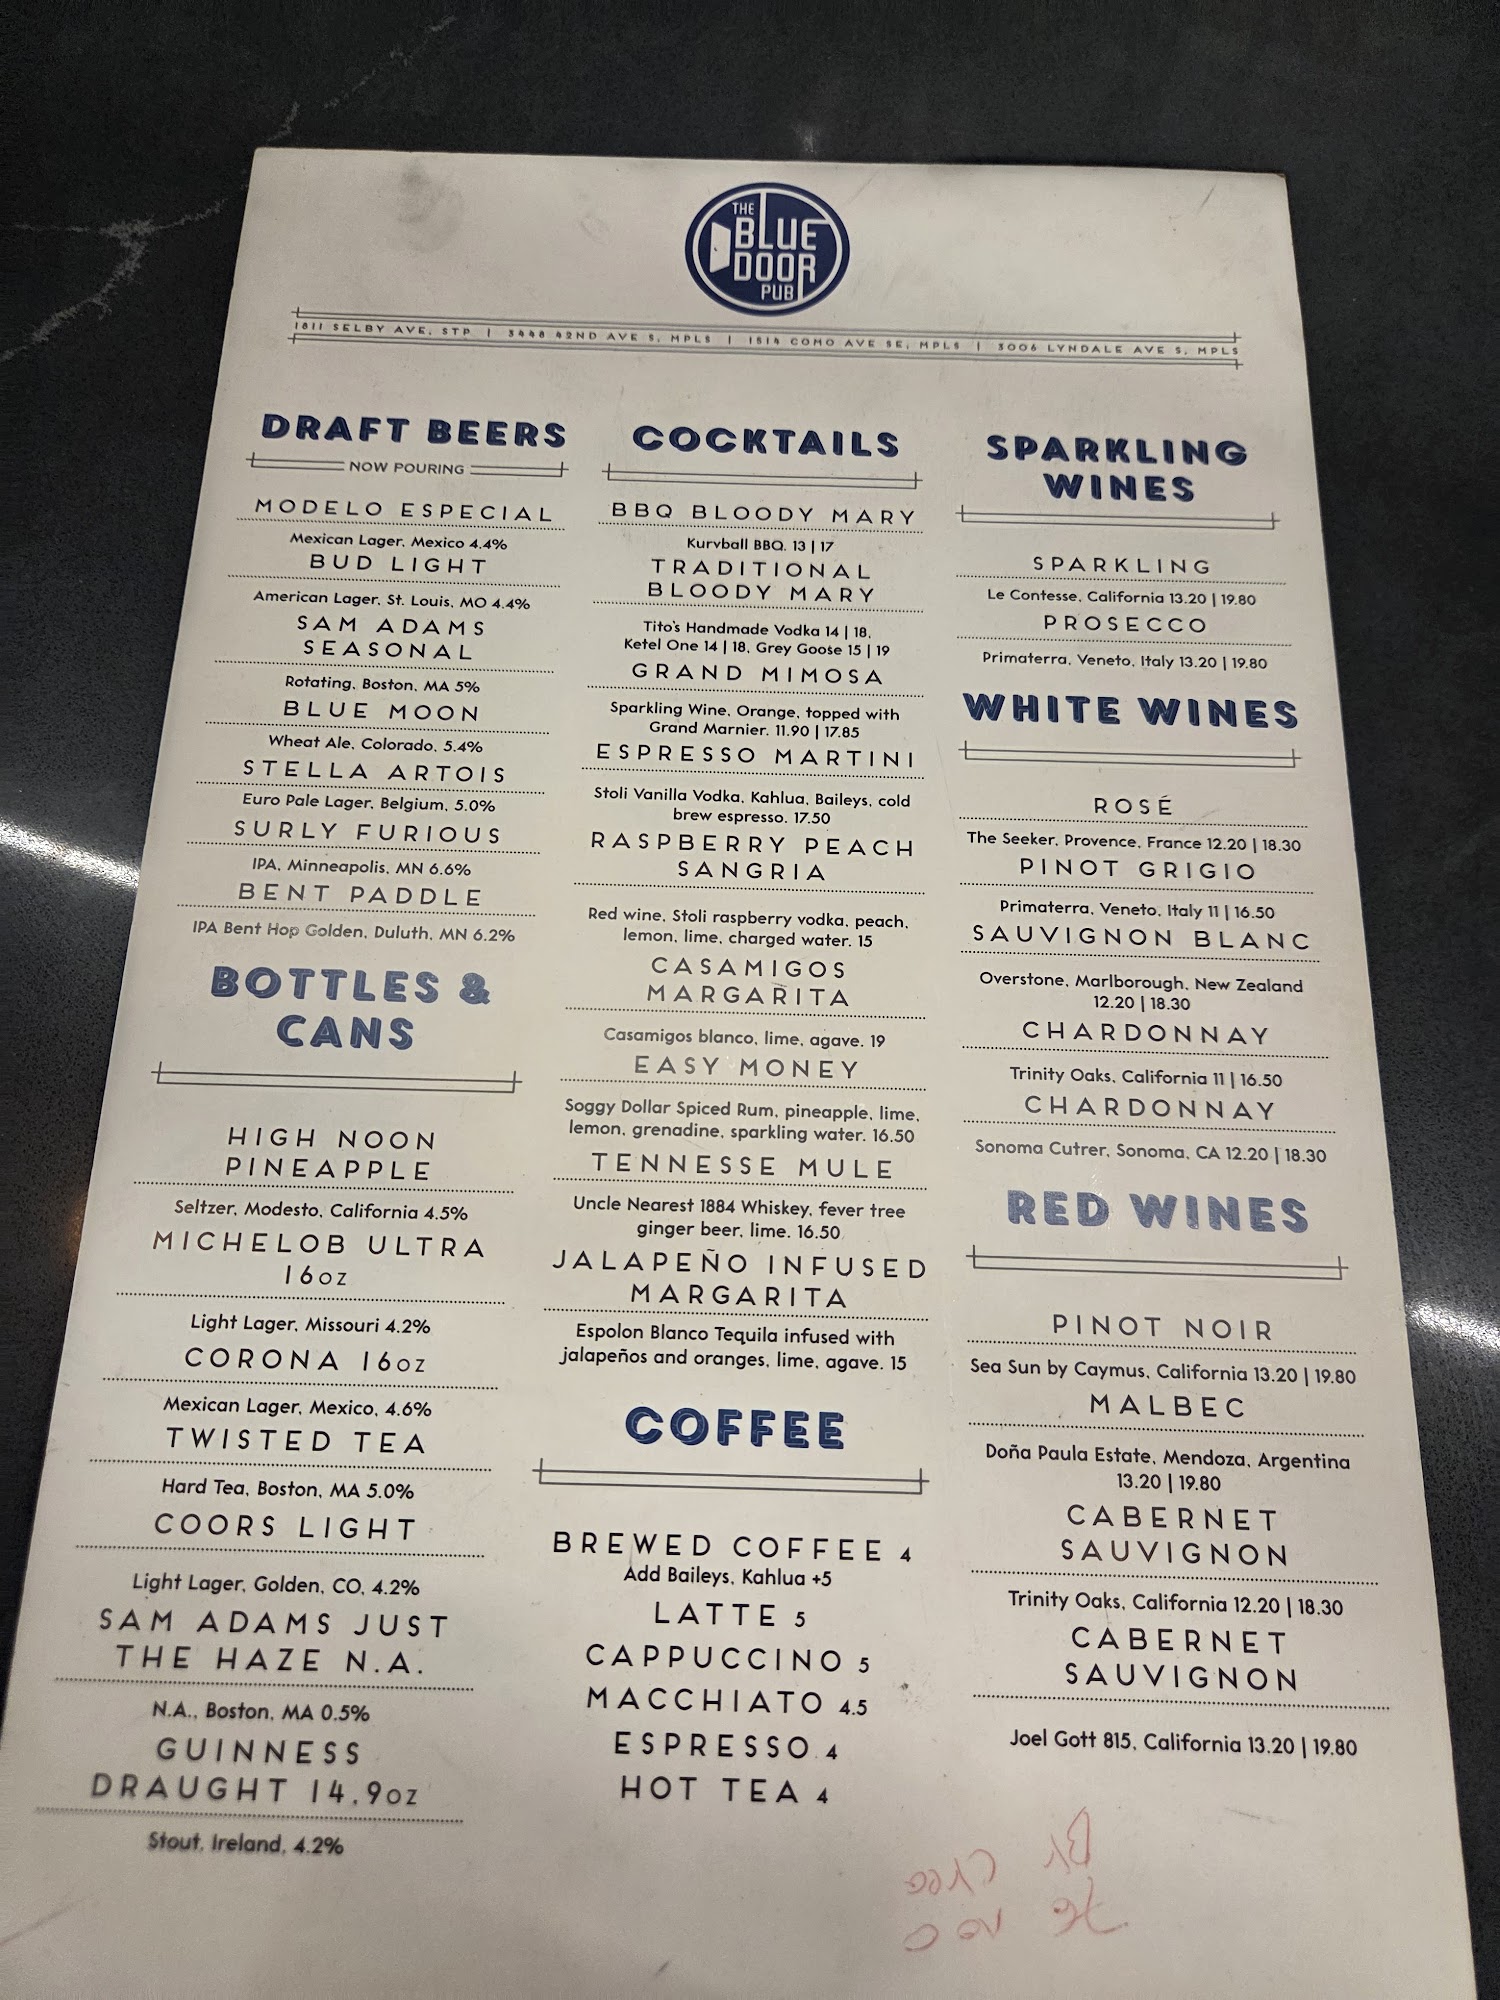 THE
BLUE
DOOR
PUB
1811 SELBY AVE, STP | 3448 42ND AVE S, MPLS | 1514 COMO AVE SE, MPLS | 3006 LYNDALE AVE S, MPLS
DRAFT BEERS
NOW POURING
MODELO ESPECIAL
Mexican Lager, Mexico 4.4%
BUD LIGHT
American Lager, St. Louis, MO 4.4%
SAM ADAMS
SEASONAL
Rotating, Boston, MA 5%
BLUE MOON
Wheat Ale, Colorado, 5.4%
STELLA ARTOIS
Euro Pale Lager, Belgium, 5.0%
SURLY FURIOUS
IPA, Minneapolis, MN 6.6%
BENT PADDLE
IPA Bent Hop Golden, Duluth, MN 6.2%
BOTTLES &
CANS
HIGH NOON
PINEAPPLE
Seltzer, Modesto, California 4.5%
MICHELOB ULTRA
16oz
Light Lager, Missouri 4.2%
CORONA 16oz
Mexican Lager, Mexico, 4.6%
TWISTED TEA
Hard Tea, Boston, MA 5.0%
COORS LIGHT
Light Lager, Golden, CO, 4.2%
SAM ADAMS JUST
THE HAZE N.A.
N.A., Boston, MA 0.5%
GUINNESS
DRAUGHT 14.9oz
Stout, Ireland, 4.2%
COCKTAILS
BBQ BLOODY MARY
Kurvball BBQ. 13 | 17
TRADITIONAL
BLOODY MARY
Tito's Handmade Vodka 14 | 18,
Ketel One 14 | 18, Grey Goose 15 | 19
GRAND MIMOSA
Sparkling Wine, Orange, topped with
Grand Marnier. 11.90 | 17.85
ESPRESSO MARTINI
Stoli Vanilla Vodka, Kahlua, Baileys, cold
brew espresso. 17.50
RASPBERRY PEACH
SANGRIA
Red wine, Stoli raspberry vodka, peach,
lemon, lime, charged water. 15
CASAMIGOS
MARGARITA
Casamigos blanco, lime, agave. 19
EASY MONEY
Soggy Dollar Spiced Rum, pineapple, lime,
lemon, grenadine, sparkling water. 16.50
TENNESSE MULE
Uncle Nearest 1884 Whiskey, fever tree
ginger beer, lime. 16.50
JALAPEÑO INFUSED
MARGARITA
Espolon Blanco Tequila infused with
jalapeños and oranges, lime, agave. 15
COFFEE
BREWED COFFEE 4
Add Baileys, Kahlua +5
LATTE 5
CAPPUCCINO 5
MACCHIATO 4.5
ESPRESSO 4
HOT TEA 4
SPARKLING
WINES
SPARKLING
Le Contesse, California 13.20 | 19.80
PROSECCO
Primaterra, Veneto, Italy 13.20 | 19.80
WHITE WINES
ROSÉ
The Seeker, Provence, France 12.20 | 18.30
PINOT GRIGIO
Primaterra, Veneto, Italy 11 | 16.50
SAUVIGNON BLANC
Overstone, Marlborough, New Zealand
12.20 | 18.30
CHARDONNAY
Trinity Oaks, California 11 | 16.50
CHARDONNAY
Sonoma Cutrer, Sonoma, CA 12.20 | 18.30
RED WINES
PINOT NOIR
Sea Sun by Caymus, California 13.20 | 19.80
MALBEC
Doña Paula Estate, Mendoza, Argentina
13.20 | 19.80
CABERNET
SAUVIGNON
Trinity Oaks, California 12.20 | 18.30
CABERNET
SAUVIGNON
Joel Gott 815, California 13.20 | 19.80